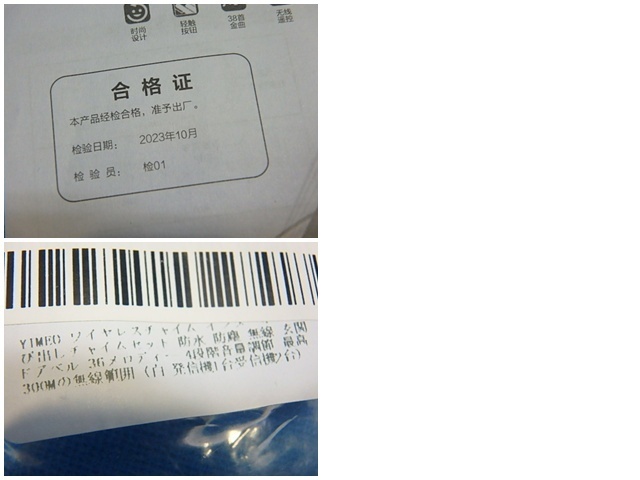 时尚
设计
轻触
按钮
38首
金曲
无线
遥控
合格证
本产品经检合格，准予出厂。
检验日期： 2023年10月
检 验 员： 检01
YIMEO ワイヤレスチャイム
び出しチャイムセット 防水 防塵 無線 玄関
ドアベル 36メロディー 4段階音量調節 最高
300Mの無線範囲 (白 発信機1台受信機2台)